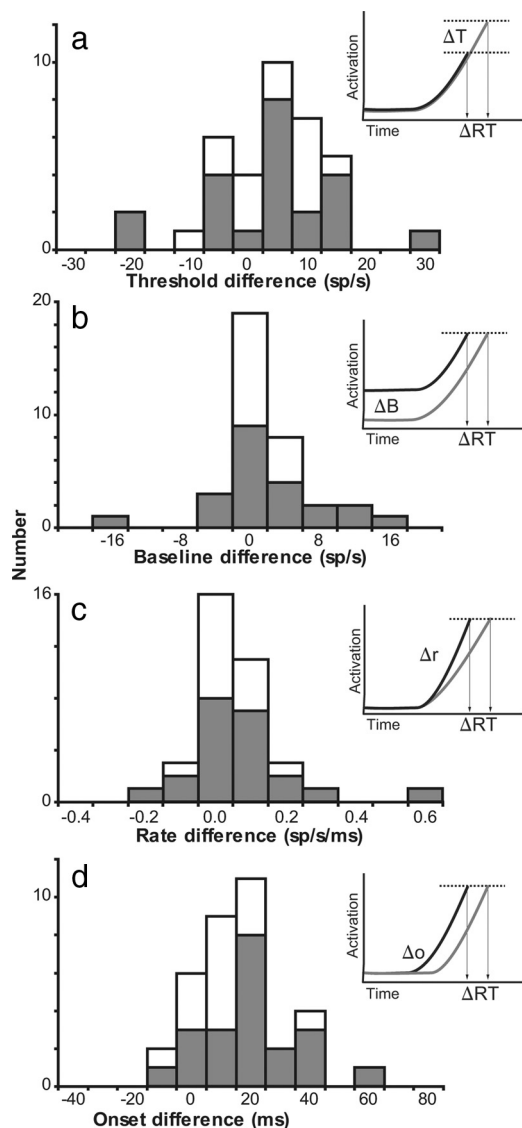 a
10
0
-30 -20 -10 0 10 20 30
Threshold difference (sp/s)
Activation
Time
ΔT
ΔRT
b
20
10
0
-16 -8 0 8 16
Baseline difference (sp/s)
Activation
Time
ΔB
ΔRT
Number
c
16
8
0
-0.4 -0.2 0.0 0.2 0.4 0.6
Rate difference (sp/s/ms)
Activation
Time
Δr
ΔRT
d
10
0
-40 -20 0 20 40 60 80
Onset difference (ms)
Activation
Time
Δo
ΔRT